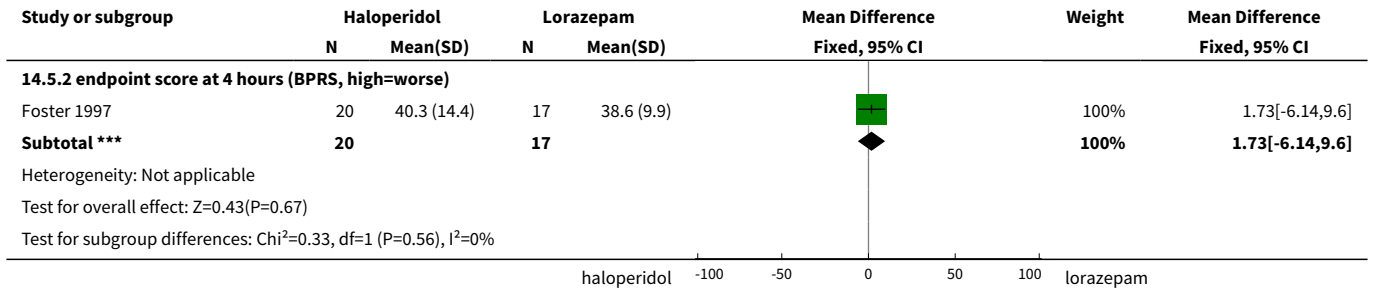 Study or subgroup Haloperidol Lorazepam Mean Difference Weight Mean Difference
N Mean(SD) N Mean(SD) Fixed, 95% CI Fixed, 95% CI
14.5.2 endpoint score at 4 hours (BPRS, high=worse)
Foster 1997 20 40.3 (14.4) 17 38.6 (9.9) 100% 1.73[-6.14,9.6]
Subtotal *** 20 17 100% 1.73[-6.14,9.6]
Heterogeneity: Not applicable
Test for overall effect: Z=0.43(P=0.67)
Test for subgroup differences: Chi²=0.33, df=1 (P=0.56), I²=0%
haloperidol -100 -50 0 50 100 lorazepam